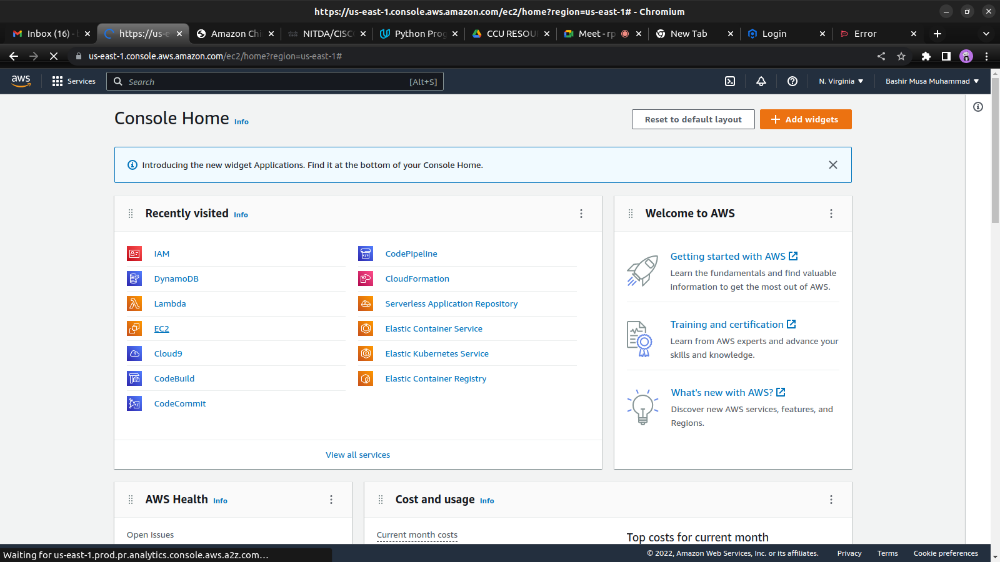 https://us-east-1.console.aws.amazon.com/ec2/home?region=us-east-1# - Chromium
Inbox (16) -
https://us-e
Amazon Chi
NITDA/CISC
Python Prog
CCU RESOU
Meet - rp
New Tab
Login
Error
us-east-1.console.aws.amazon.com/ec2/home?region=us-east-1#
aws
Services
Search
[Alt+S]
N. Virginia
Bashir Musa Muhammad
Console Home Info
Reset to default layout
Add widgets
Introducing the new widget Applications. Find it at the bottom of your Console Home.
Recently visited Info
IAM
DynamoDB
Lambda
EC2
Cloud9
CodeBuild
CodeCommit
CodePipeline
CloudFormation
Serverless Application Repository
Elastic Container Service
Elastic Kubernetes Service
Elastic Container Registry
View all services
Welcome to AWS
Getting started with AWS
Learn the fundamentals and find valuable
information to get the most out of AWS.
Training and certification
Learn from AWS experts and advance your
skills and knowledge.
What's new with AWS?
Discover new AWS services, features, and
Regions.
AWS Health Info
Open issues
Cost and usage Info
Current month costs
Top costs for current month
Waiting for us-east-1.prod.pr.analytics.console.aws.a2z.com…
© 2022, Amazon Web Services, Inc. or its affiliates.
Privacy
Terms
Cookie preferences